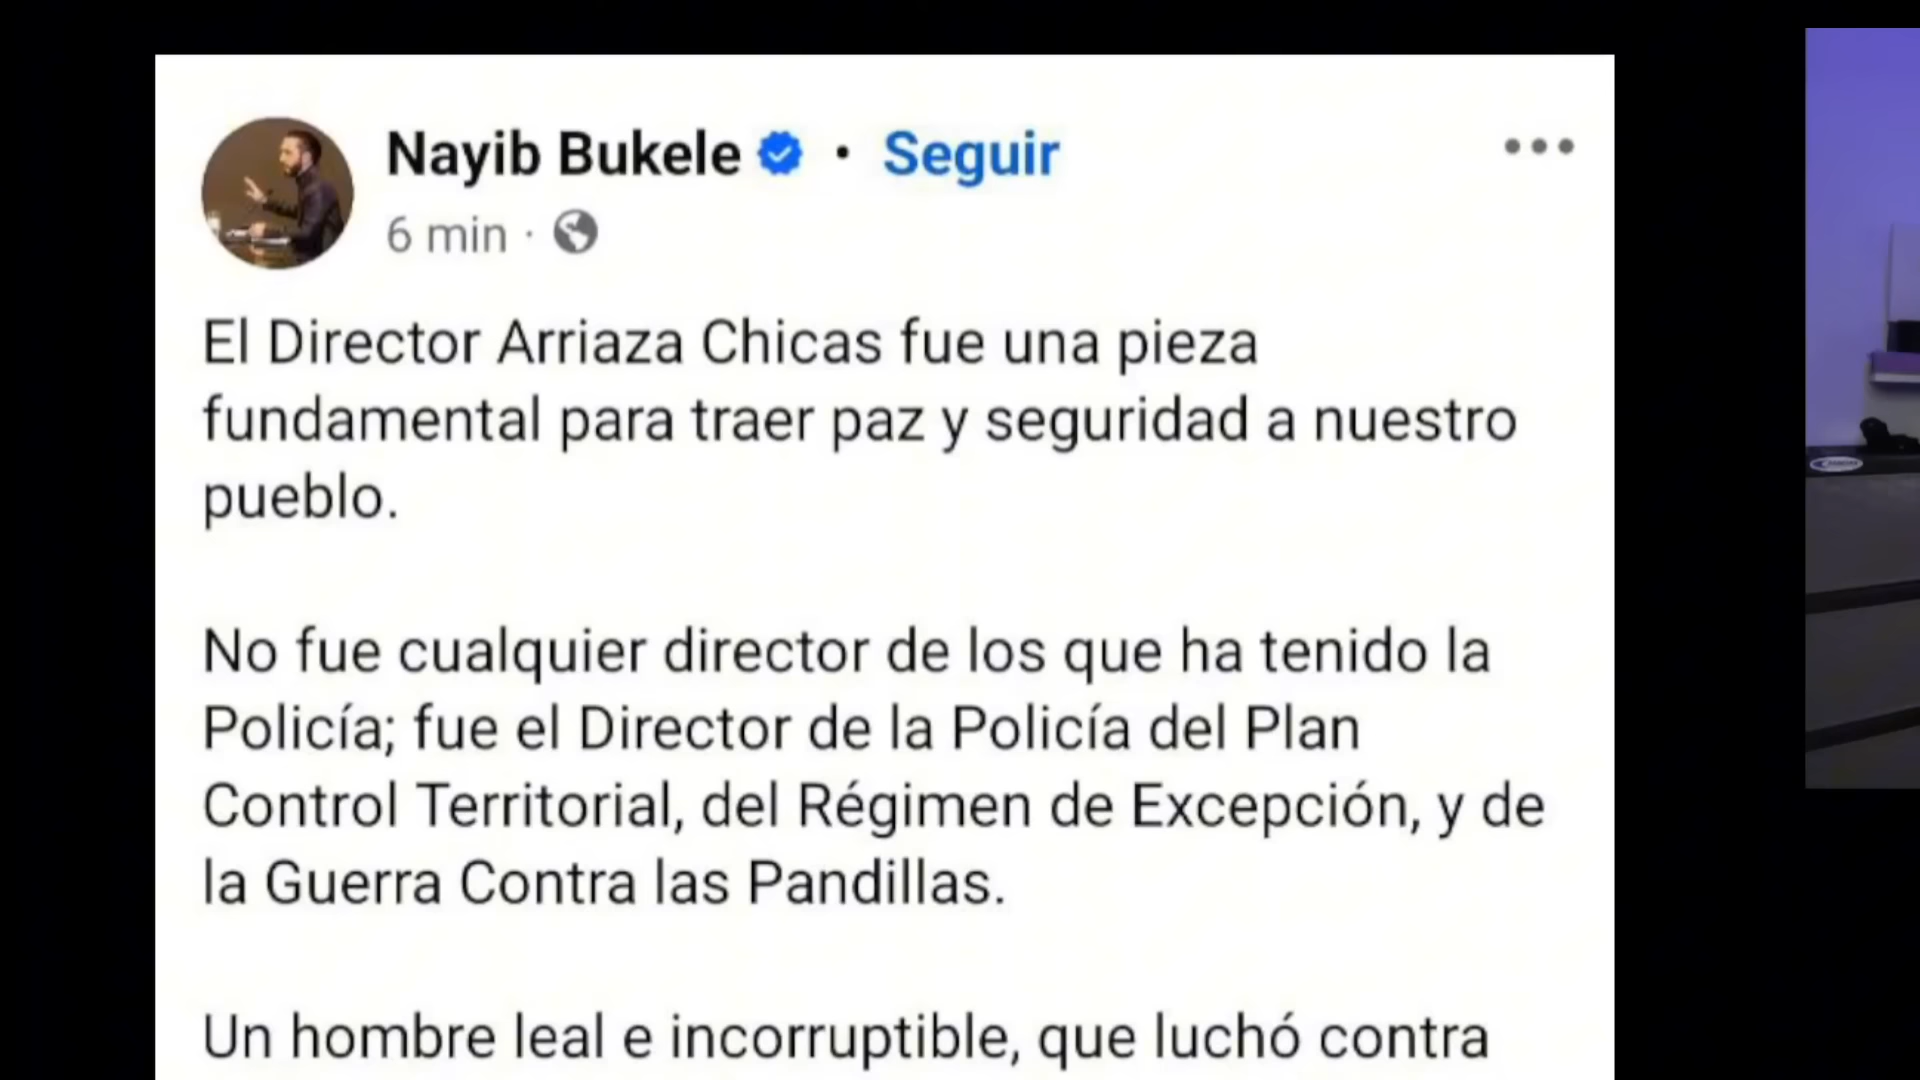 Nayib Bukele · Seguir
6 min ·
El Director Arriaza Chicas fue una pieza
fundamental para traer paz y seguridad a nuestro
pueblo.
No fue cualquier director de los que ha tenido la
Policía; fue el Director de la Policía del Plan
Control Territorial, del Régimen de Excepción, y de
la Guerra Contra las Pandillas.
Un hombre leal e incorruptible, que luchó contra